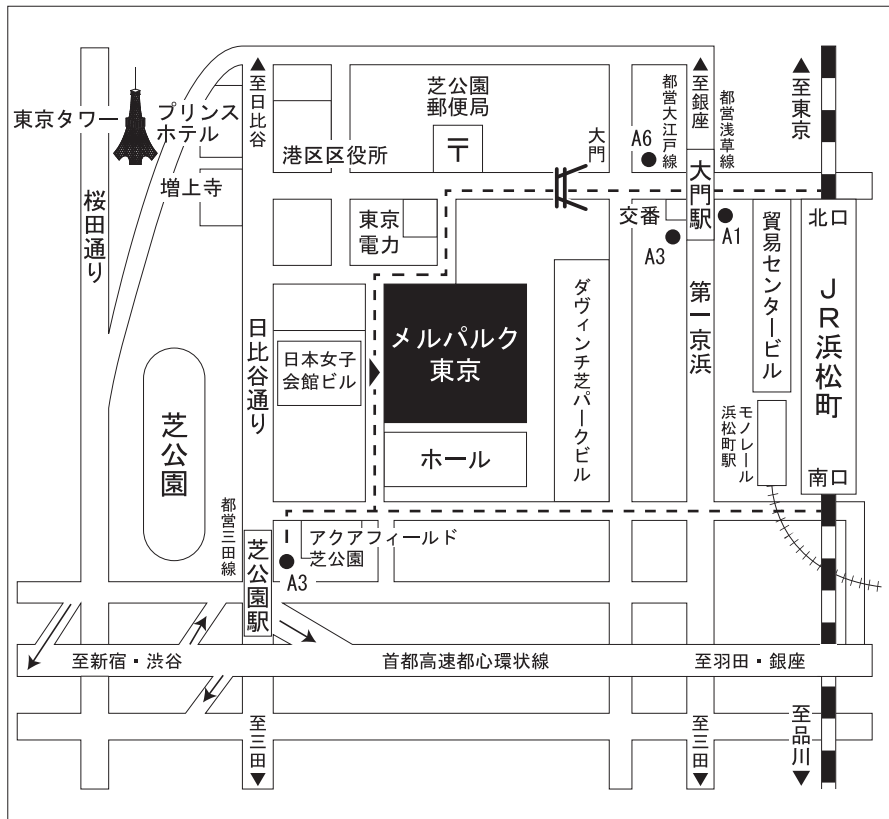 東京タワー
プリンス
ホテル
増上寺
桜田通り
▲至日比谷
港区区役所
芝公園
郵便局
〒
大門
都営大江戸線
▲至銀座
都営浅草線
▲至東京
A6
大門駅
交番
A3
A1
東京
電力
北口
JR浜松町
南口
貿易センタービル
モノレール
浜松町駅
第一京浜
ダヴィンチ芝パークビル
メルパルク
東京
ホール
日本女子
会館ビル
日比谷通り
芝公園
都営三田線
芝公園駅
A3
アクアフィールド
芝公園
至新宿・渋谷
首都高速都心環状線
至羽田・銀座
至三田▼
至三田▼
至品川▼